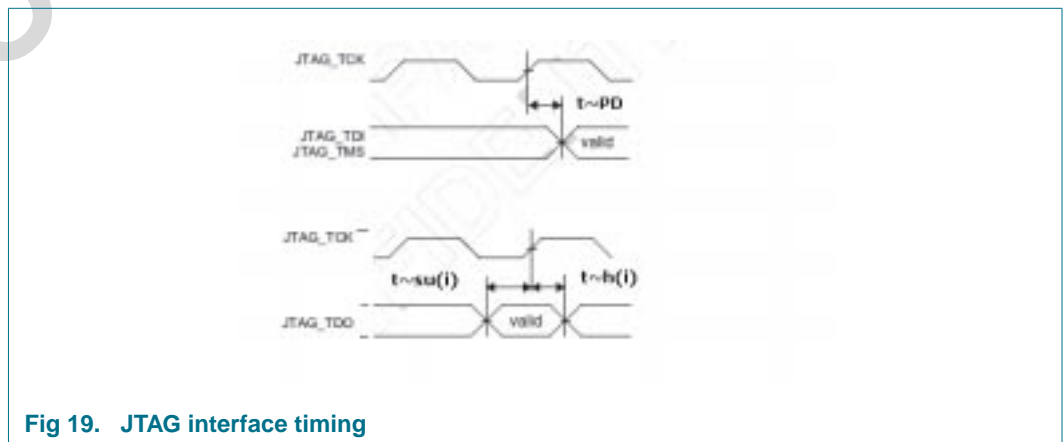 JTAG_TCK
t~PD
JTAG_TDI
JTAG_TMS
valid
JTAG_TCK
t~su(i)
t~h(i)
JTAG_TDO
valid
Fig 19. JTAG interface timing